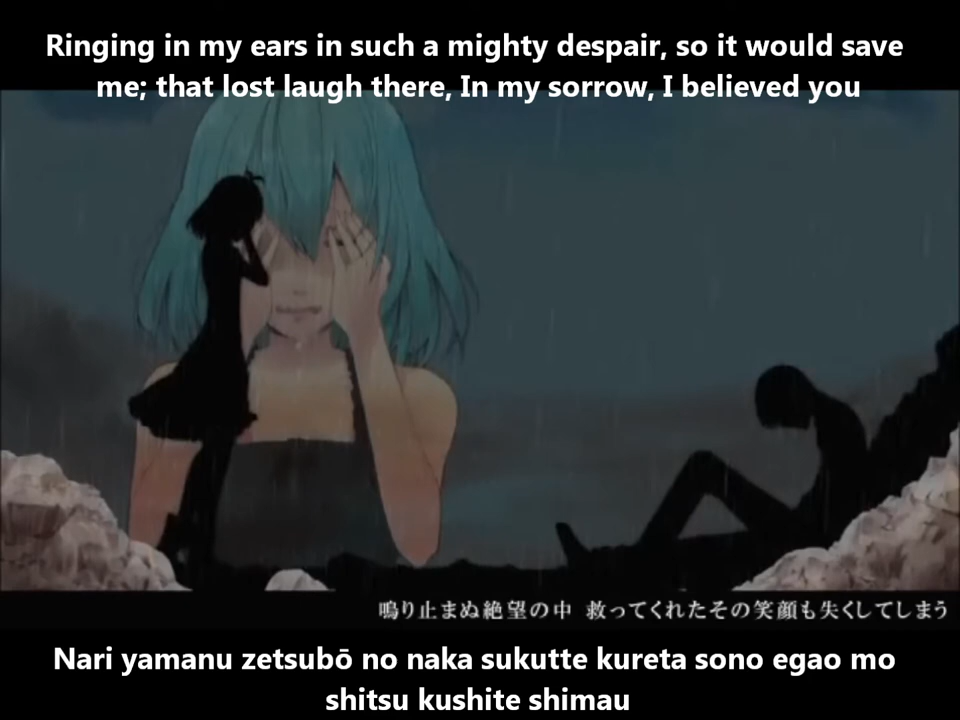 Ringing in my ears in such a mighty despair, so it would save
me; that lost laugh there, In my sorrow, I believed you
鳴り止まぬ絶望の中 救ってくれたその笑顔も失くしてしまう
Nari yamanu zetsubō no naka sukutte kureta sono egao mo
shitsu kushite shimau